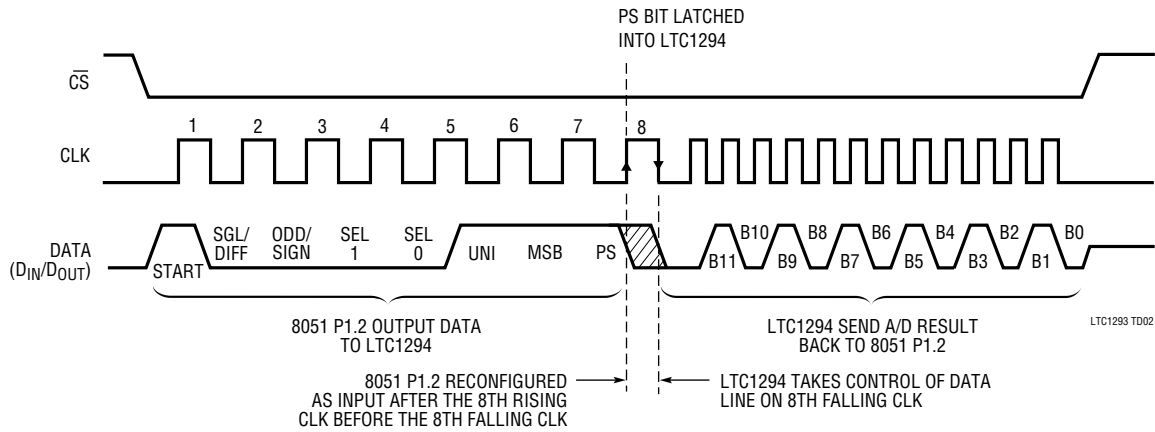 PS BIT LATCHED
INTO LTC1294
CS
1 2 3 4 5 6 7 8
CLK
DATA
(DIN/DOUT)
START
SGL/
DIFF
ODD/
SIGN
SEL
1
SEL
0
UNI
MSB
PS
B11
B10
B9
B8
B7
B6
B5
B4
B3
B2
B1
B0
8051 P1.2 OUTPUT DATA
TO LTC1294
LTC1294 SEND A/D RESULT
BACK TO 8051 P1.2
LTC1293 TD02
8051 P1.2 RECONFIGURED
AS INPUT AFTER THE 8TH RISING
CLK BEFORE THE 8TH FALLING CLK
LTC1294 TAKES CONTROL OF DATA
LINE ON 8TH FALLING CLK